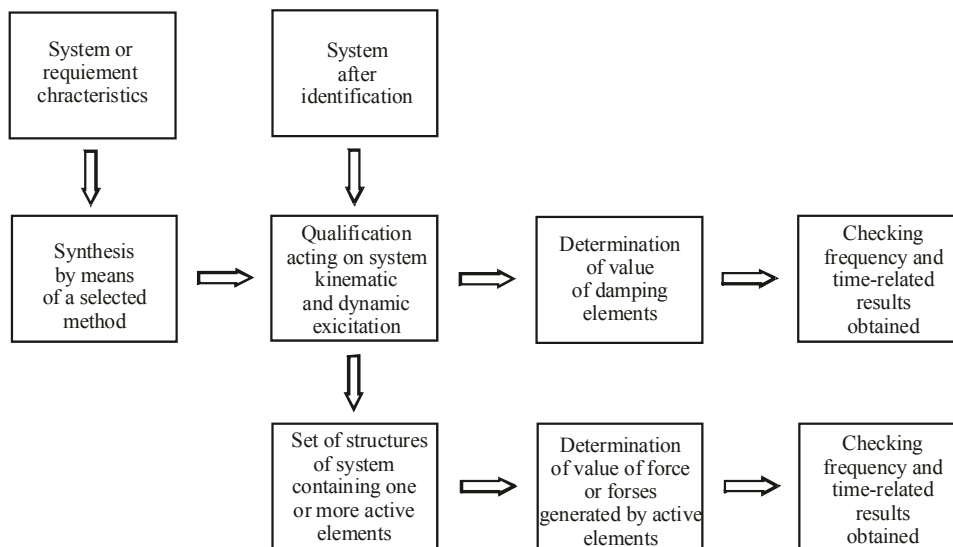 System or
requiement
chracteristics
System
after
identification
Synthesis
by means
of a selected
method
Qualification
acting on system
kinematic
and dynamic
exicitation
Determination
of value
of damping
elements
Checking
frequency and
time-related
results
obtained
Set of structures
of system
containing one
or more active
elements
Determination
of value of force
or forses
generated by active
elements
Checking
frequency and
time-related
results
obtained